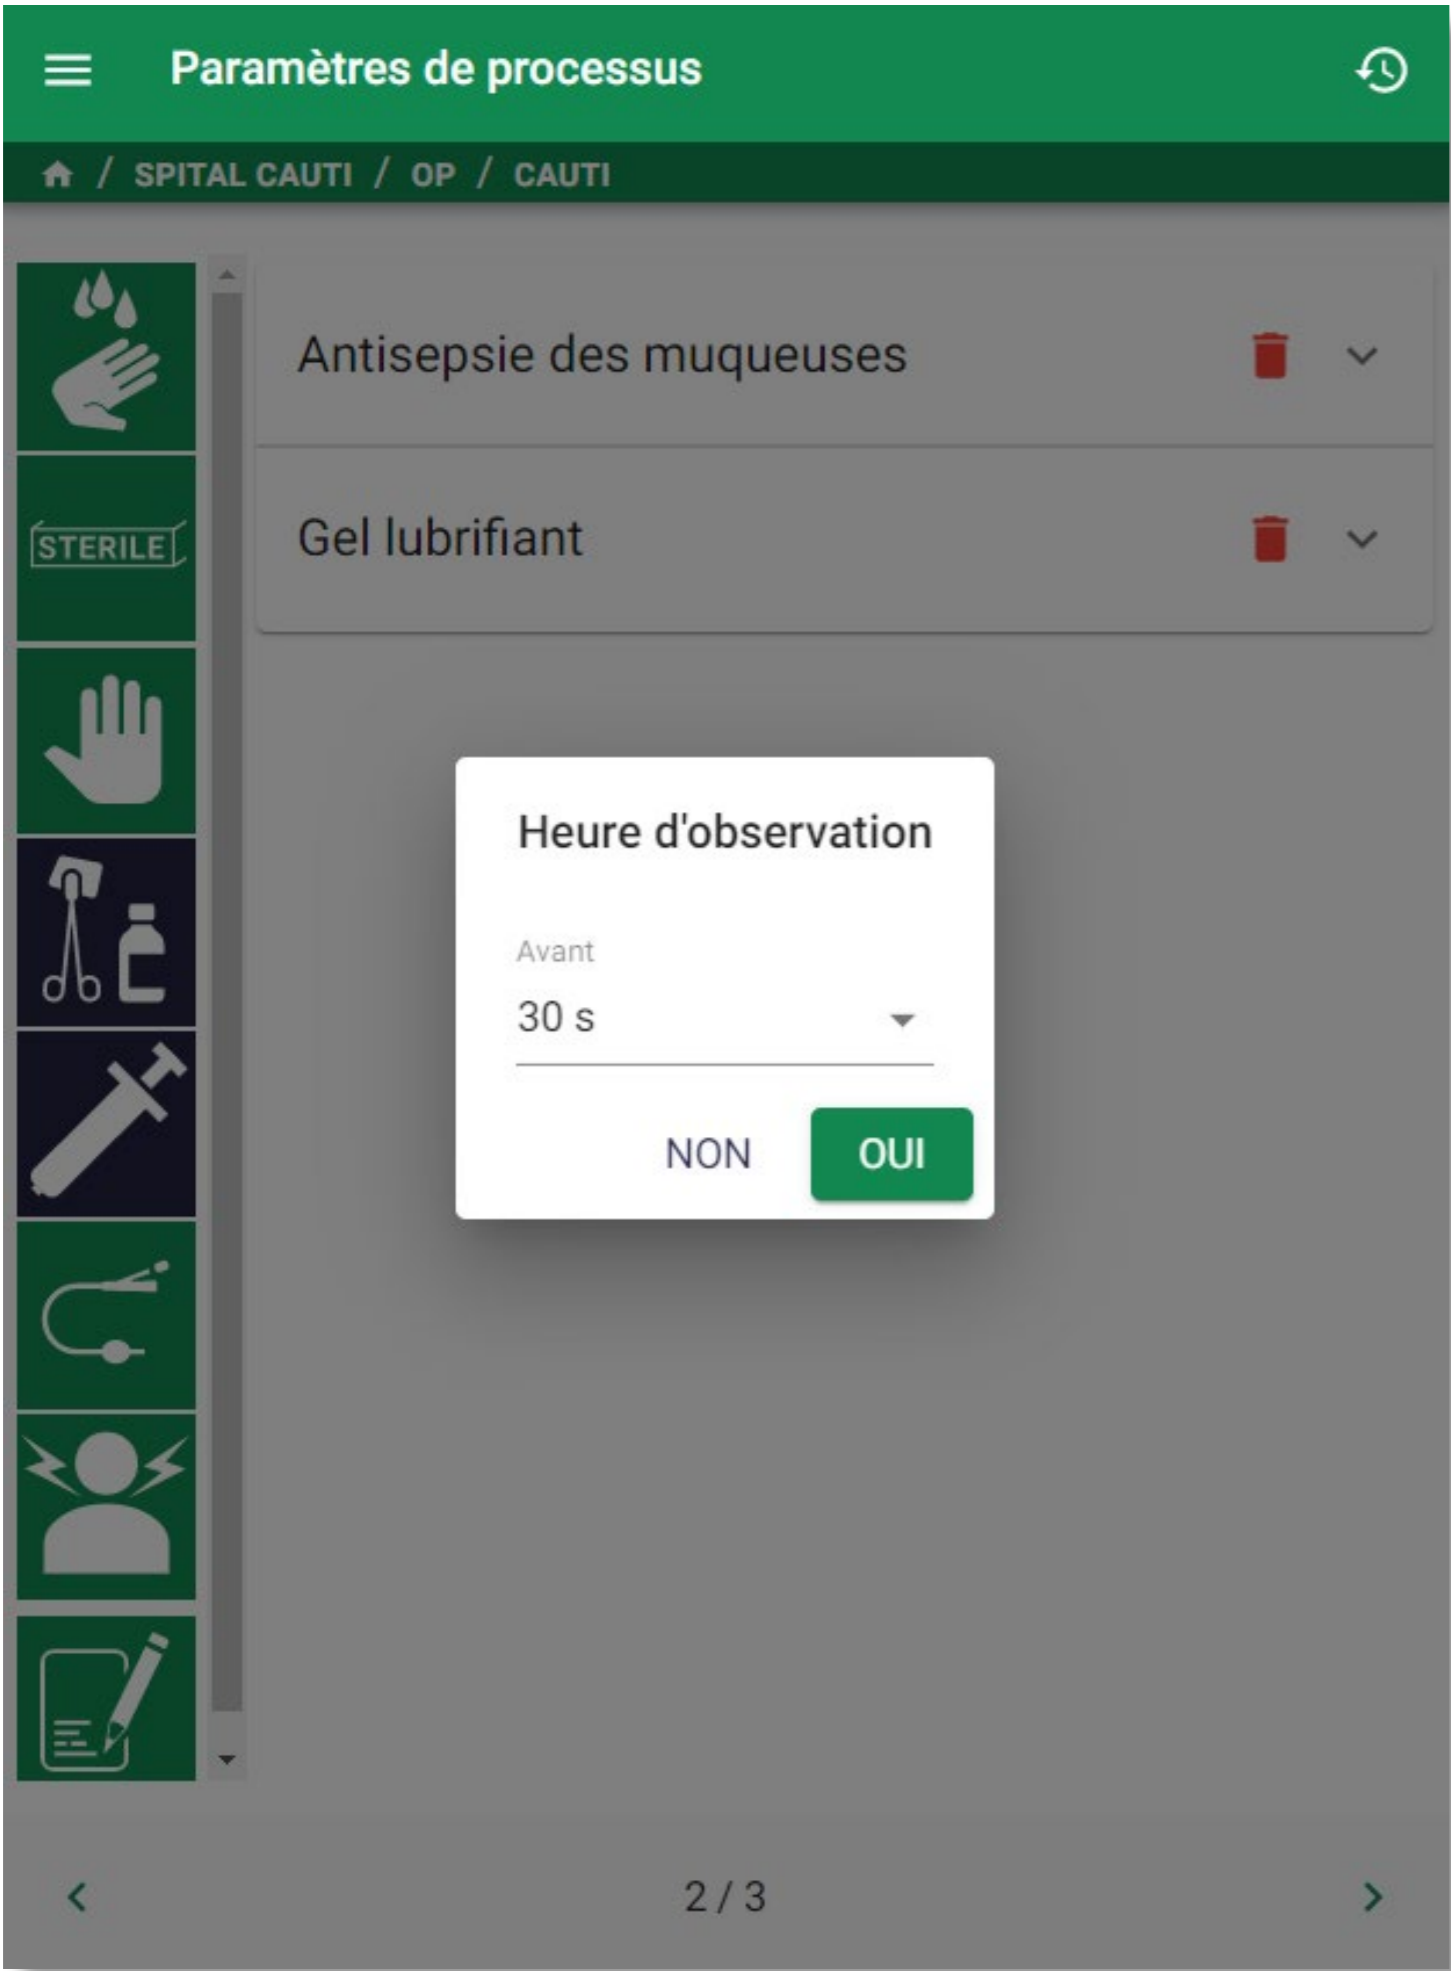 Paramètres de processus
/ SPITAL CAUTI / OP / CAUTI
Antisepsie des muqueuses
STERILE
Gel lubrifiant
Heure d'observation
Avant
30 s
NON
OUI
2 / 3